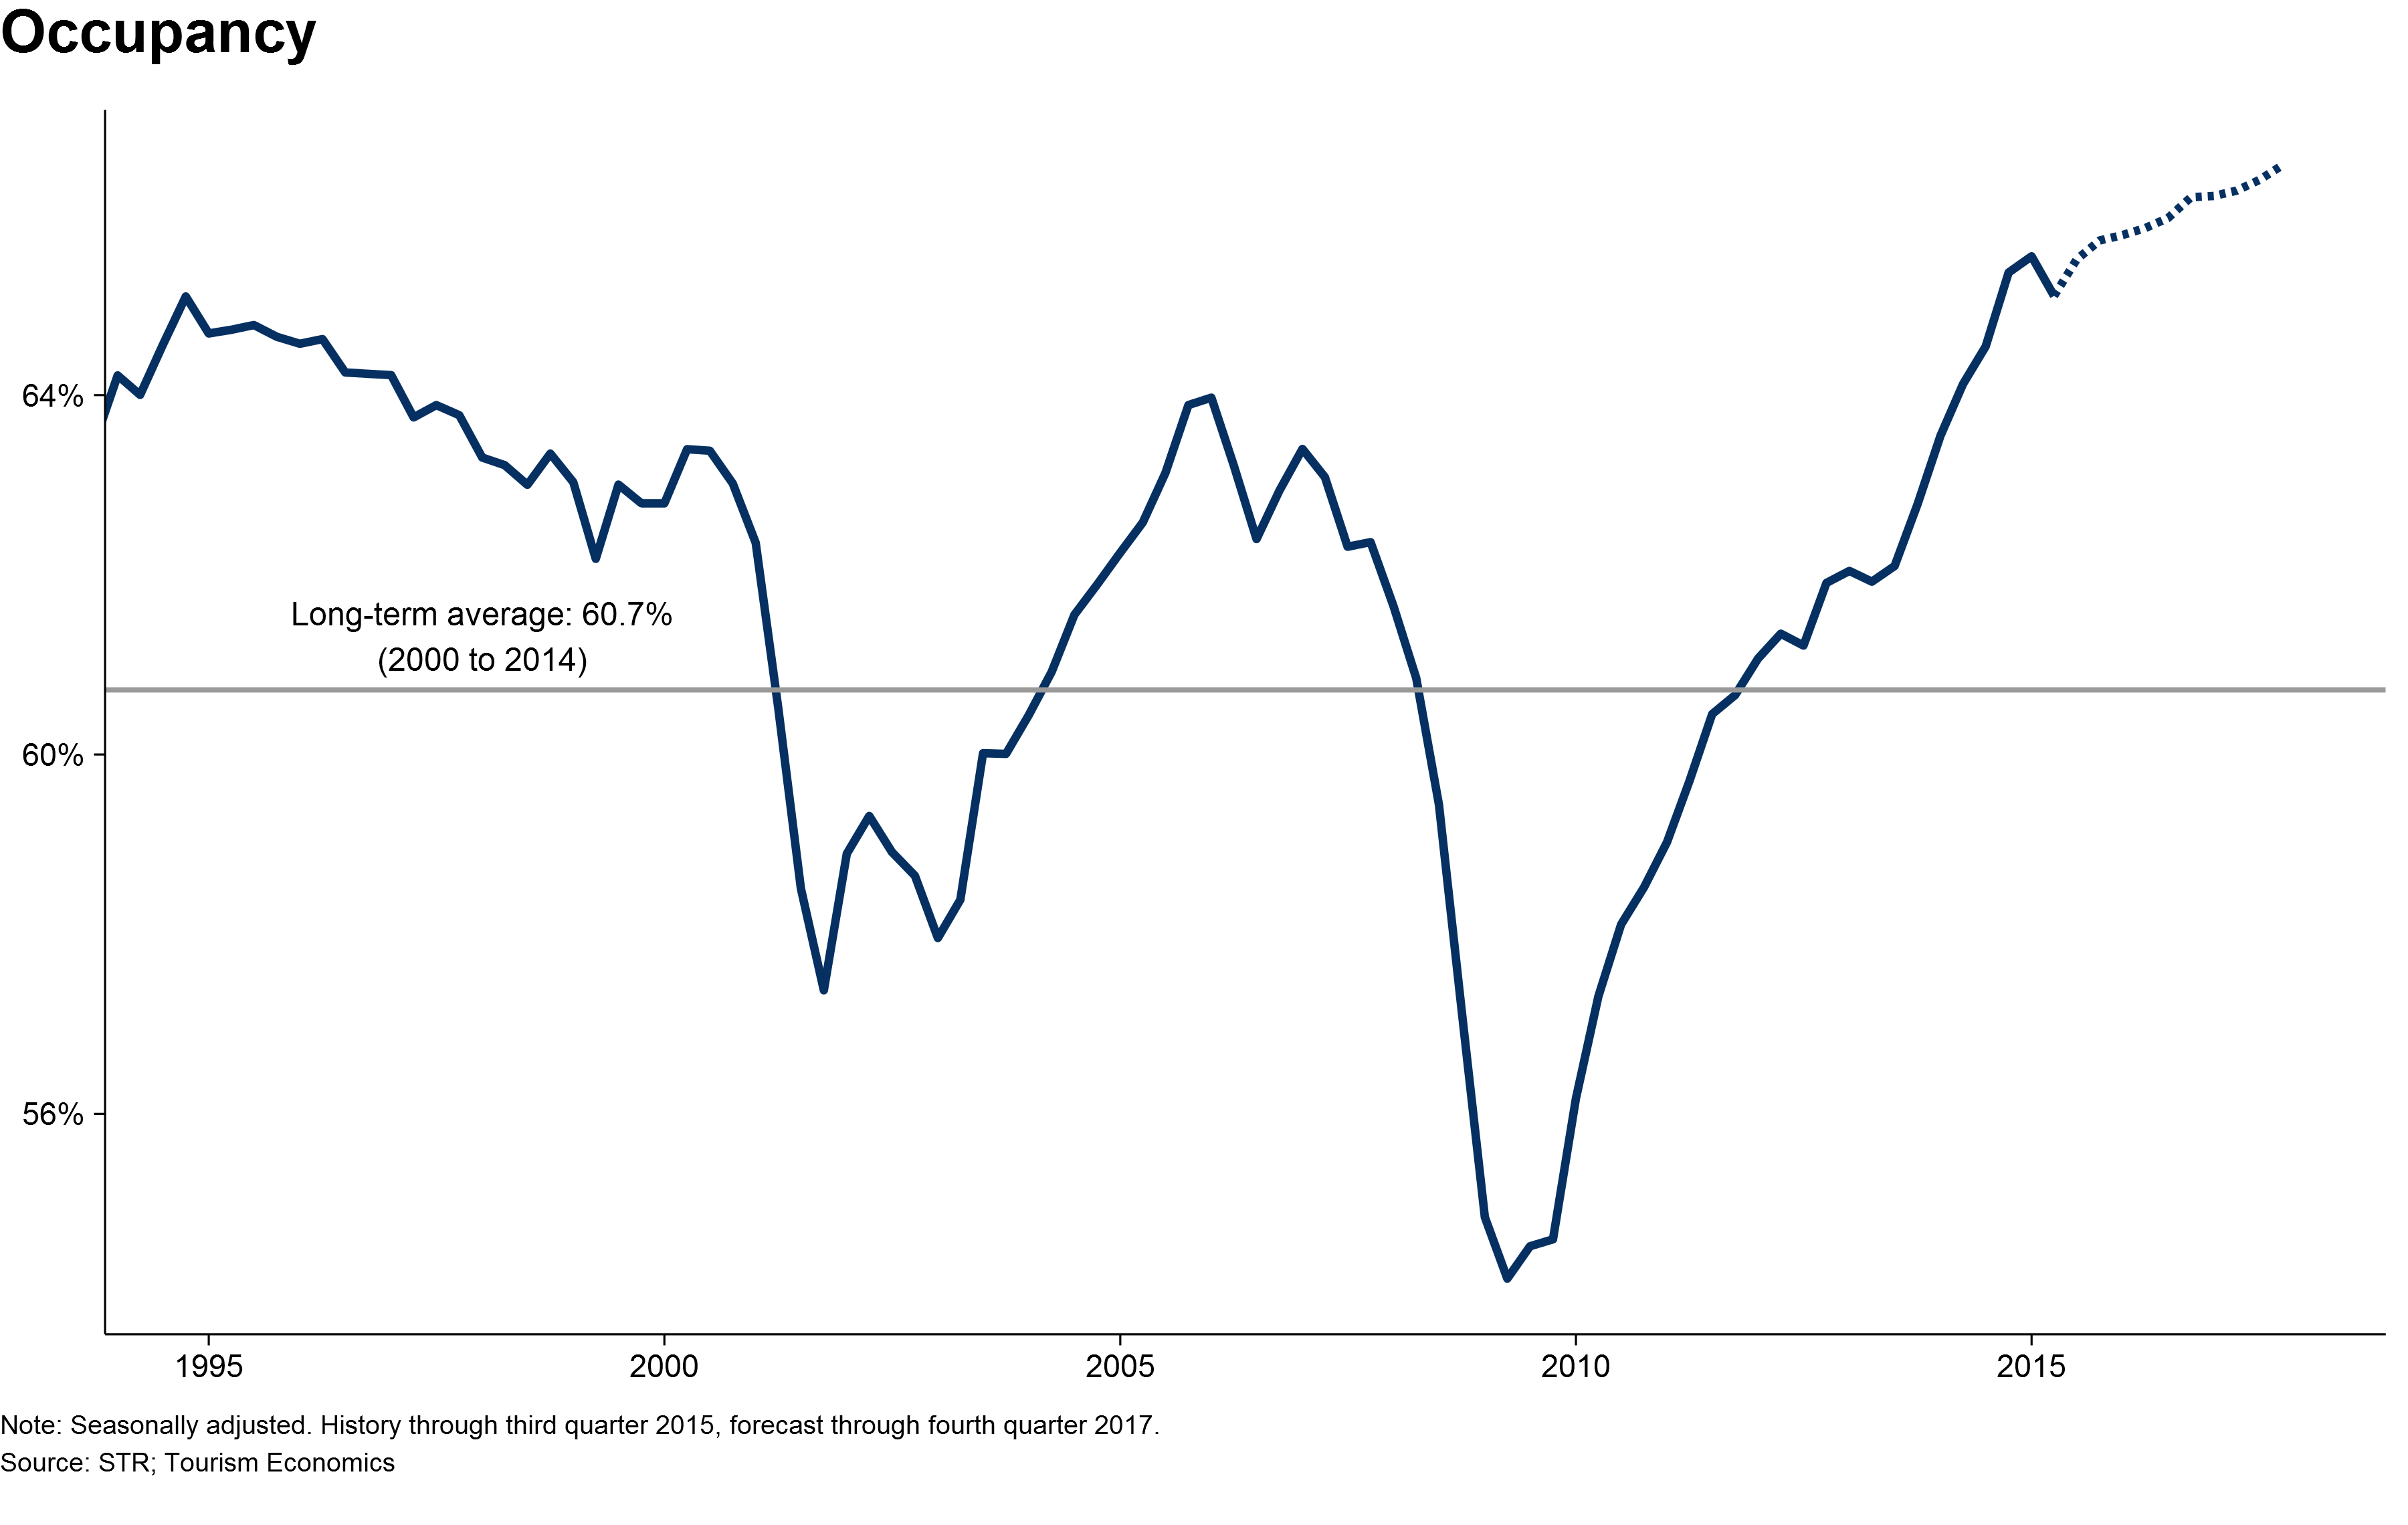 Occupancy
64%
Long-term average: 60.7%
(2000 to 2014)
60%
56%
1995 2000 2005 2010 2015
Note: Seasonally adjusted. History through third quarter 2015, forecast through fourth quarter 2017.
Source: STR; Tourism Economics